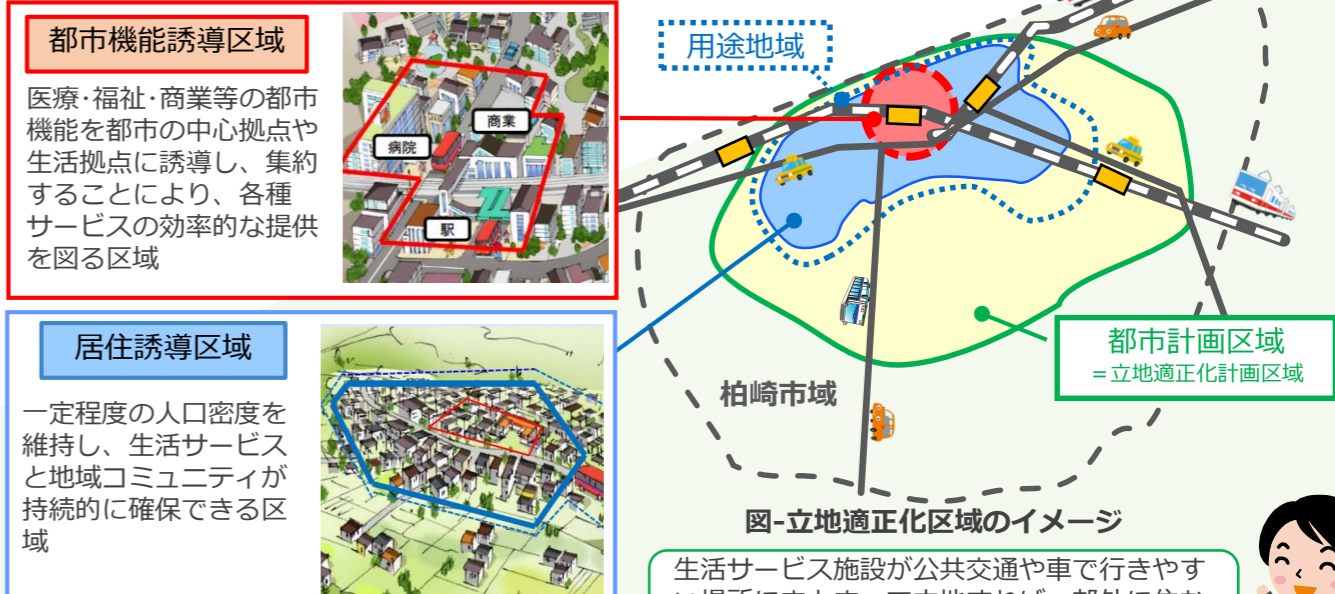 都市機能誘導区域
医療・福祉・商業等の都市
機能を都市の中心拠点や
生活拠点に誘導し、集約
することにより、各種
サービスの効率的な提供
を図る区域
商業
病院
駅
居住誘導区域
一定程度の人口密度を
維持し、生活サービス
と地域コミュニティが
持続的に確保できる区
域
用途地域
都市計画区域
＝立地適正化計画区域
柏崎市域
図-立地適正化区域のイメージ
生活サービス施設が公共交通や車で行きやす